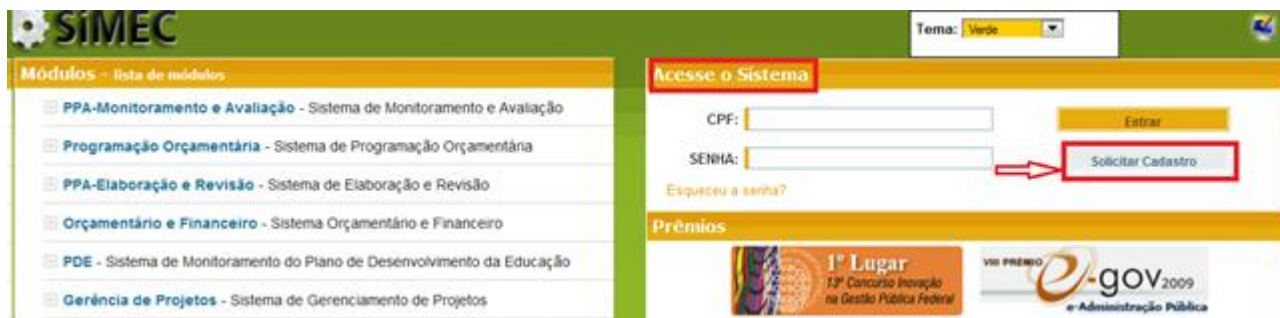 SiMEC
Tema: Verde
Módulos - lista de módulos
PPA-Monitoramento e Avaliação - Sistema de Monitoramento e Avaliação
Programação Orçamentária - Sistema de Programação Orçamentária
PPA-Elaboração e Revisão - Sistema de Elaboração e Revisão
Orçamentário e Financeiro - Sistema Orçamentário e Financeiro
PDE - Sistema de Monitoramento do Plano de Desenvolvimento da Educação
Gerência de Projetos - Sistema de Gerenciamento de Projetos
Acesse o Sistema
CPF:
Entrar
SENHA:
Solicitar Cadastro
Esqueceu a senha?
Prêmios
1º Lugar
13º Concurso Inovação
na Gestão Pública Federal
VIII PREMIO
e-gov2009
e-Administração Pública